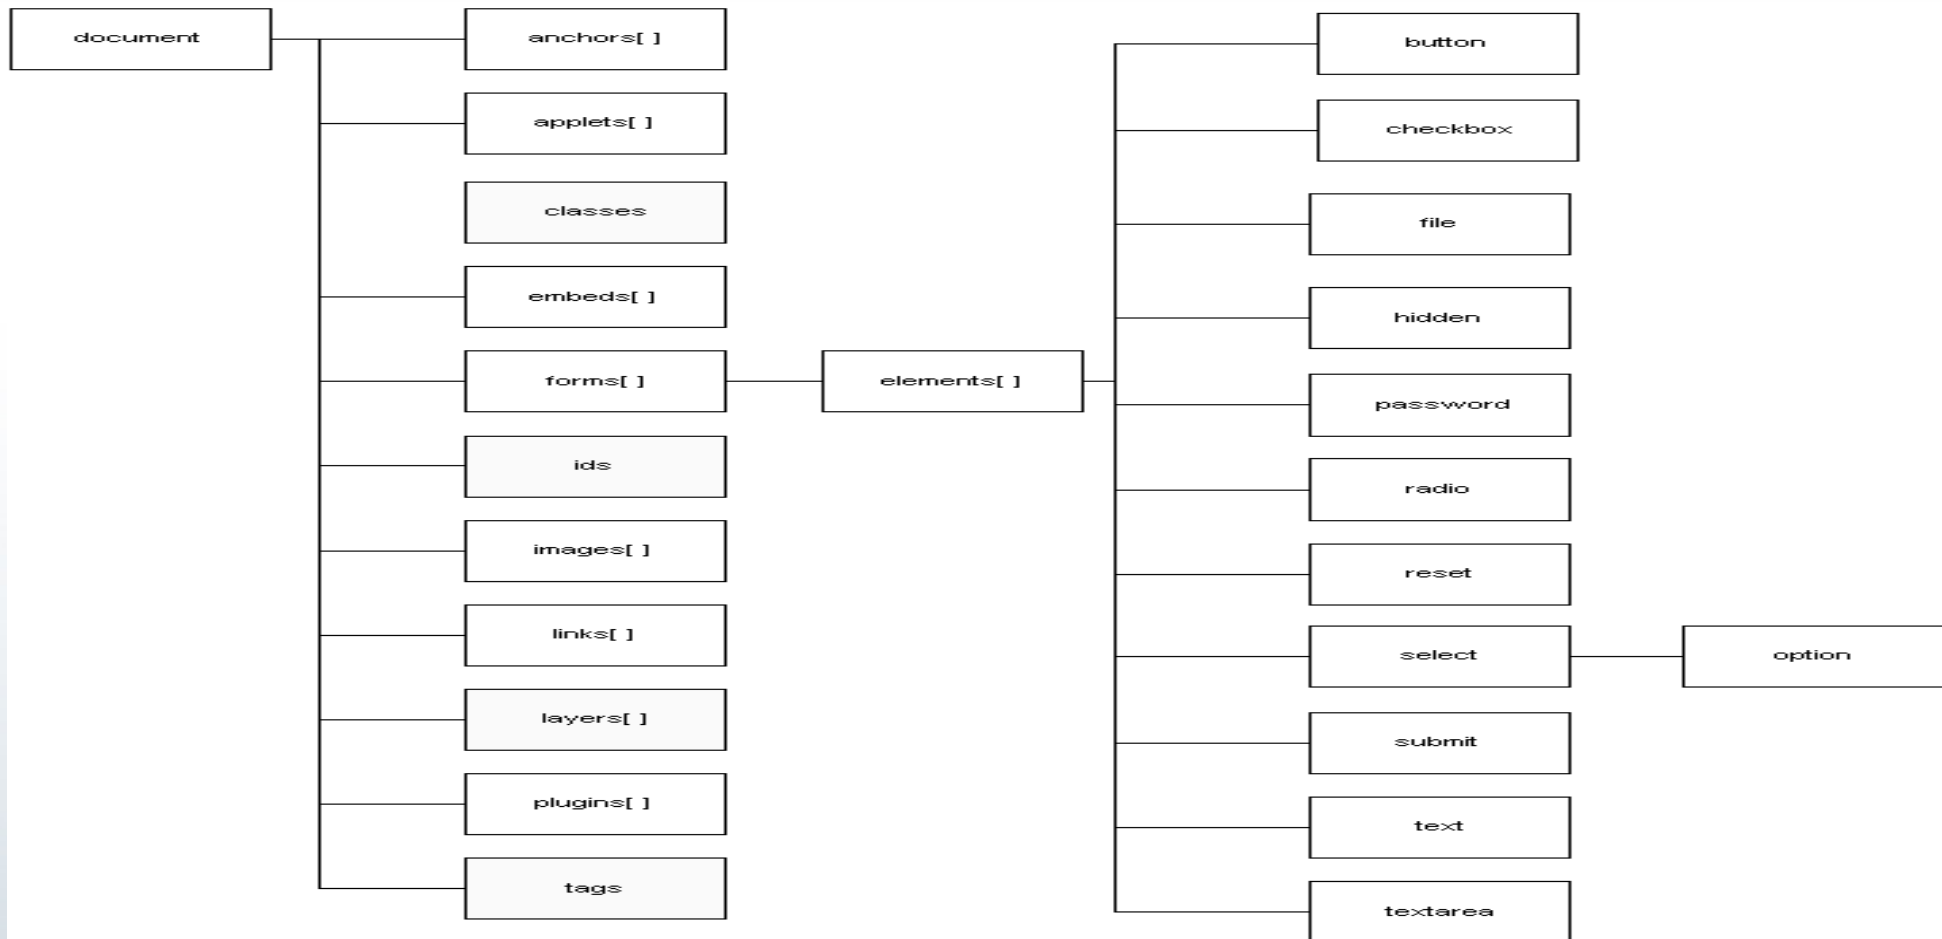 document
anchors[ ]
applets[ ]
classes
embeds[ ]
forms[ ]
ids
images[ ]
links[ ]
layers[ ]
plugins[ ]
tags
elements[ ]
button
checkbox
file
hidden
password
radio
reset
select
option
submit
text
textarea